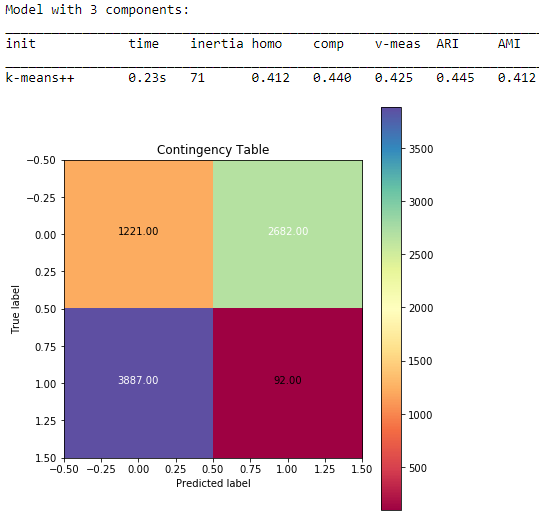 Model with 3 components:
init time inertia homo comp v-meas ARI AMI
k-means++ 0.23s 71 0.412 0.440 0.425 0.445 0.412
Contingency Table
−0.50
−0.25
0.00
0.25
0.50
0.75
1.00
1.25
1.50
True label
1221.00 2682.00
3887.00 92.00
−0.50 −0.25 0.00 0.25 0.50 0.75 1.00 1.25 1.50
Predicted label
3500
3000
2500
2000
1500
1000
500